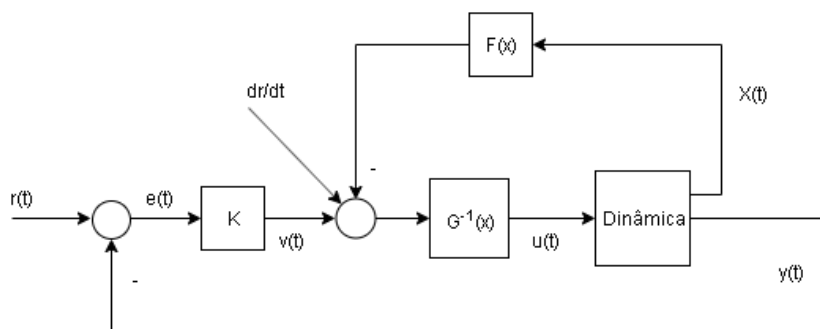 F(x)
dr/dt
X(t)
-
r(t)
e(t)
K
v(t)
G⁻¹(x)
u(t)
Dinâmica
y(t)
-